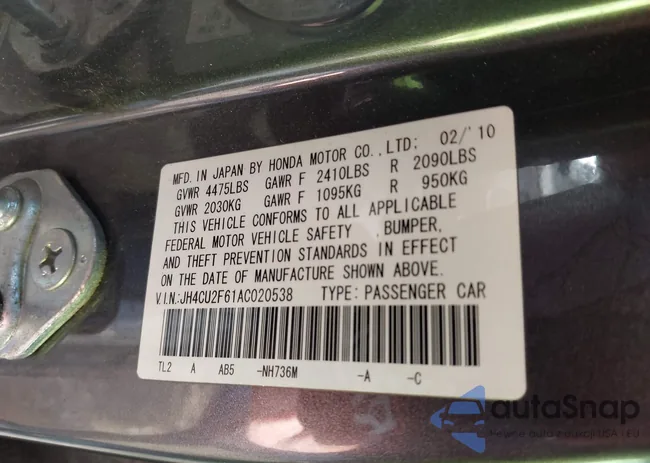 MFD. IN JAPAN BY HONDA MOTOR CO., LTD: 02/'10
GVWR 4475LBS GAWR F 2410LBS R 2090LBS
GVWR 2030KG GAWR F 1095KG R 950KG
THIS VEHICLE CONFORMS TO ALL APPLICABLE
FEDERAL MOTOR VEHICLE SAFETY , BUMPER,
AND THEFT PREVENTION STANDARDS IN EFFECT
ON THE DATE OF MANUFACTURE SHOWN ABOVE.
V.I.N.:JH4CU2F61AC020538 TYPE: PASSENGER CAR
TL2 A AB5 -NH736M -A -C
autoSnap